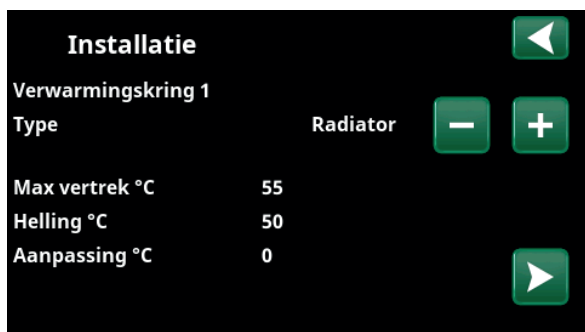 Installatie
Verwarmingskring 1
Type Radiator
Max vertrek °C 55
Helling °C 50
Aanpassing °C 0